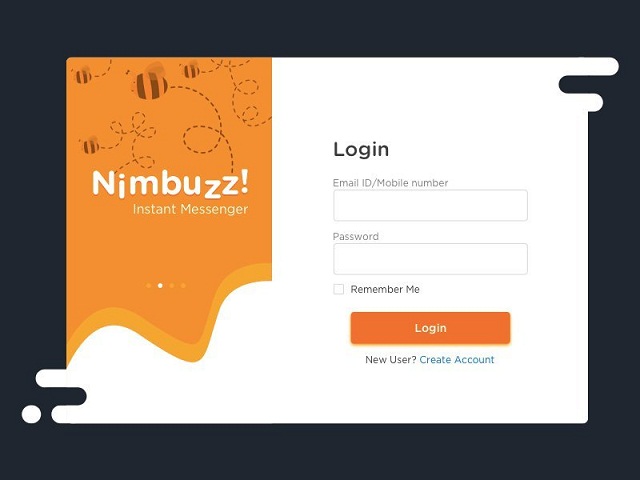 Nimbuzz!
Instant Messenger
Login
Email ID/Mobile number
Password
Remember Me
Login
New User? Create Account